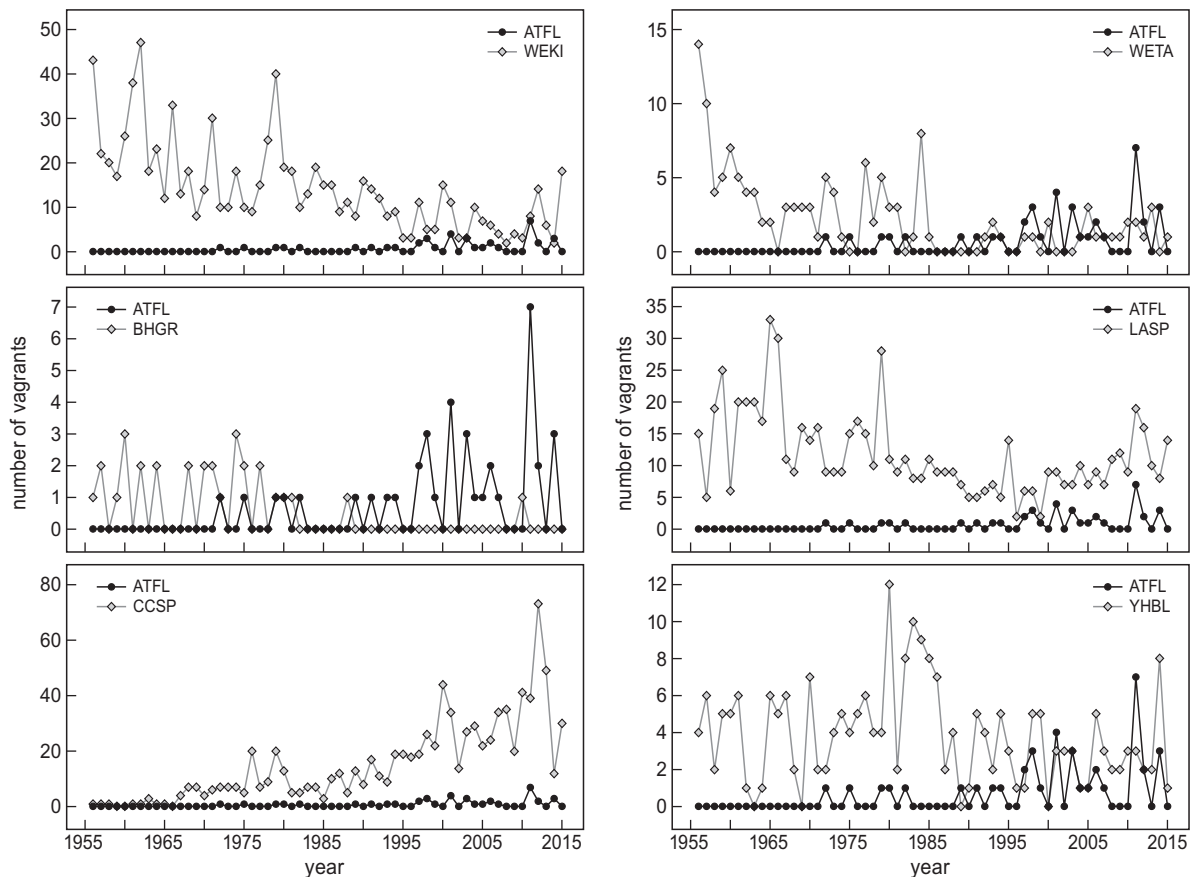 50
40
30
20
10
0
ATFL
WEKI
15
10
5
0
ATFL
WETA
number of vagrants
7
6
5
4
3
2
1
0
ATFL
BHGR
number of vagrants
35
30
25
20
15
10
5
0
ATFL
LASP
80
60
40
20
0
ATFL
CCSP
1955 1965 1975 1985 1995 2005 2015
year
12
10
8
6
4
2
0
ATFL
YHBL
1955 1965 1975 1985 1995 2005 2015
year